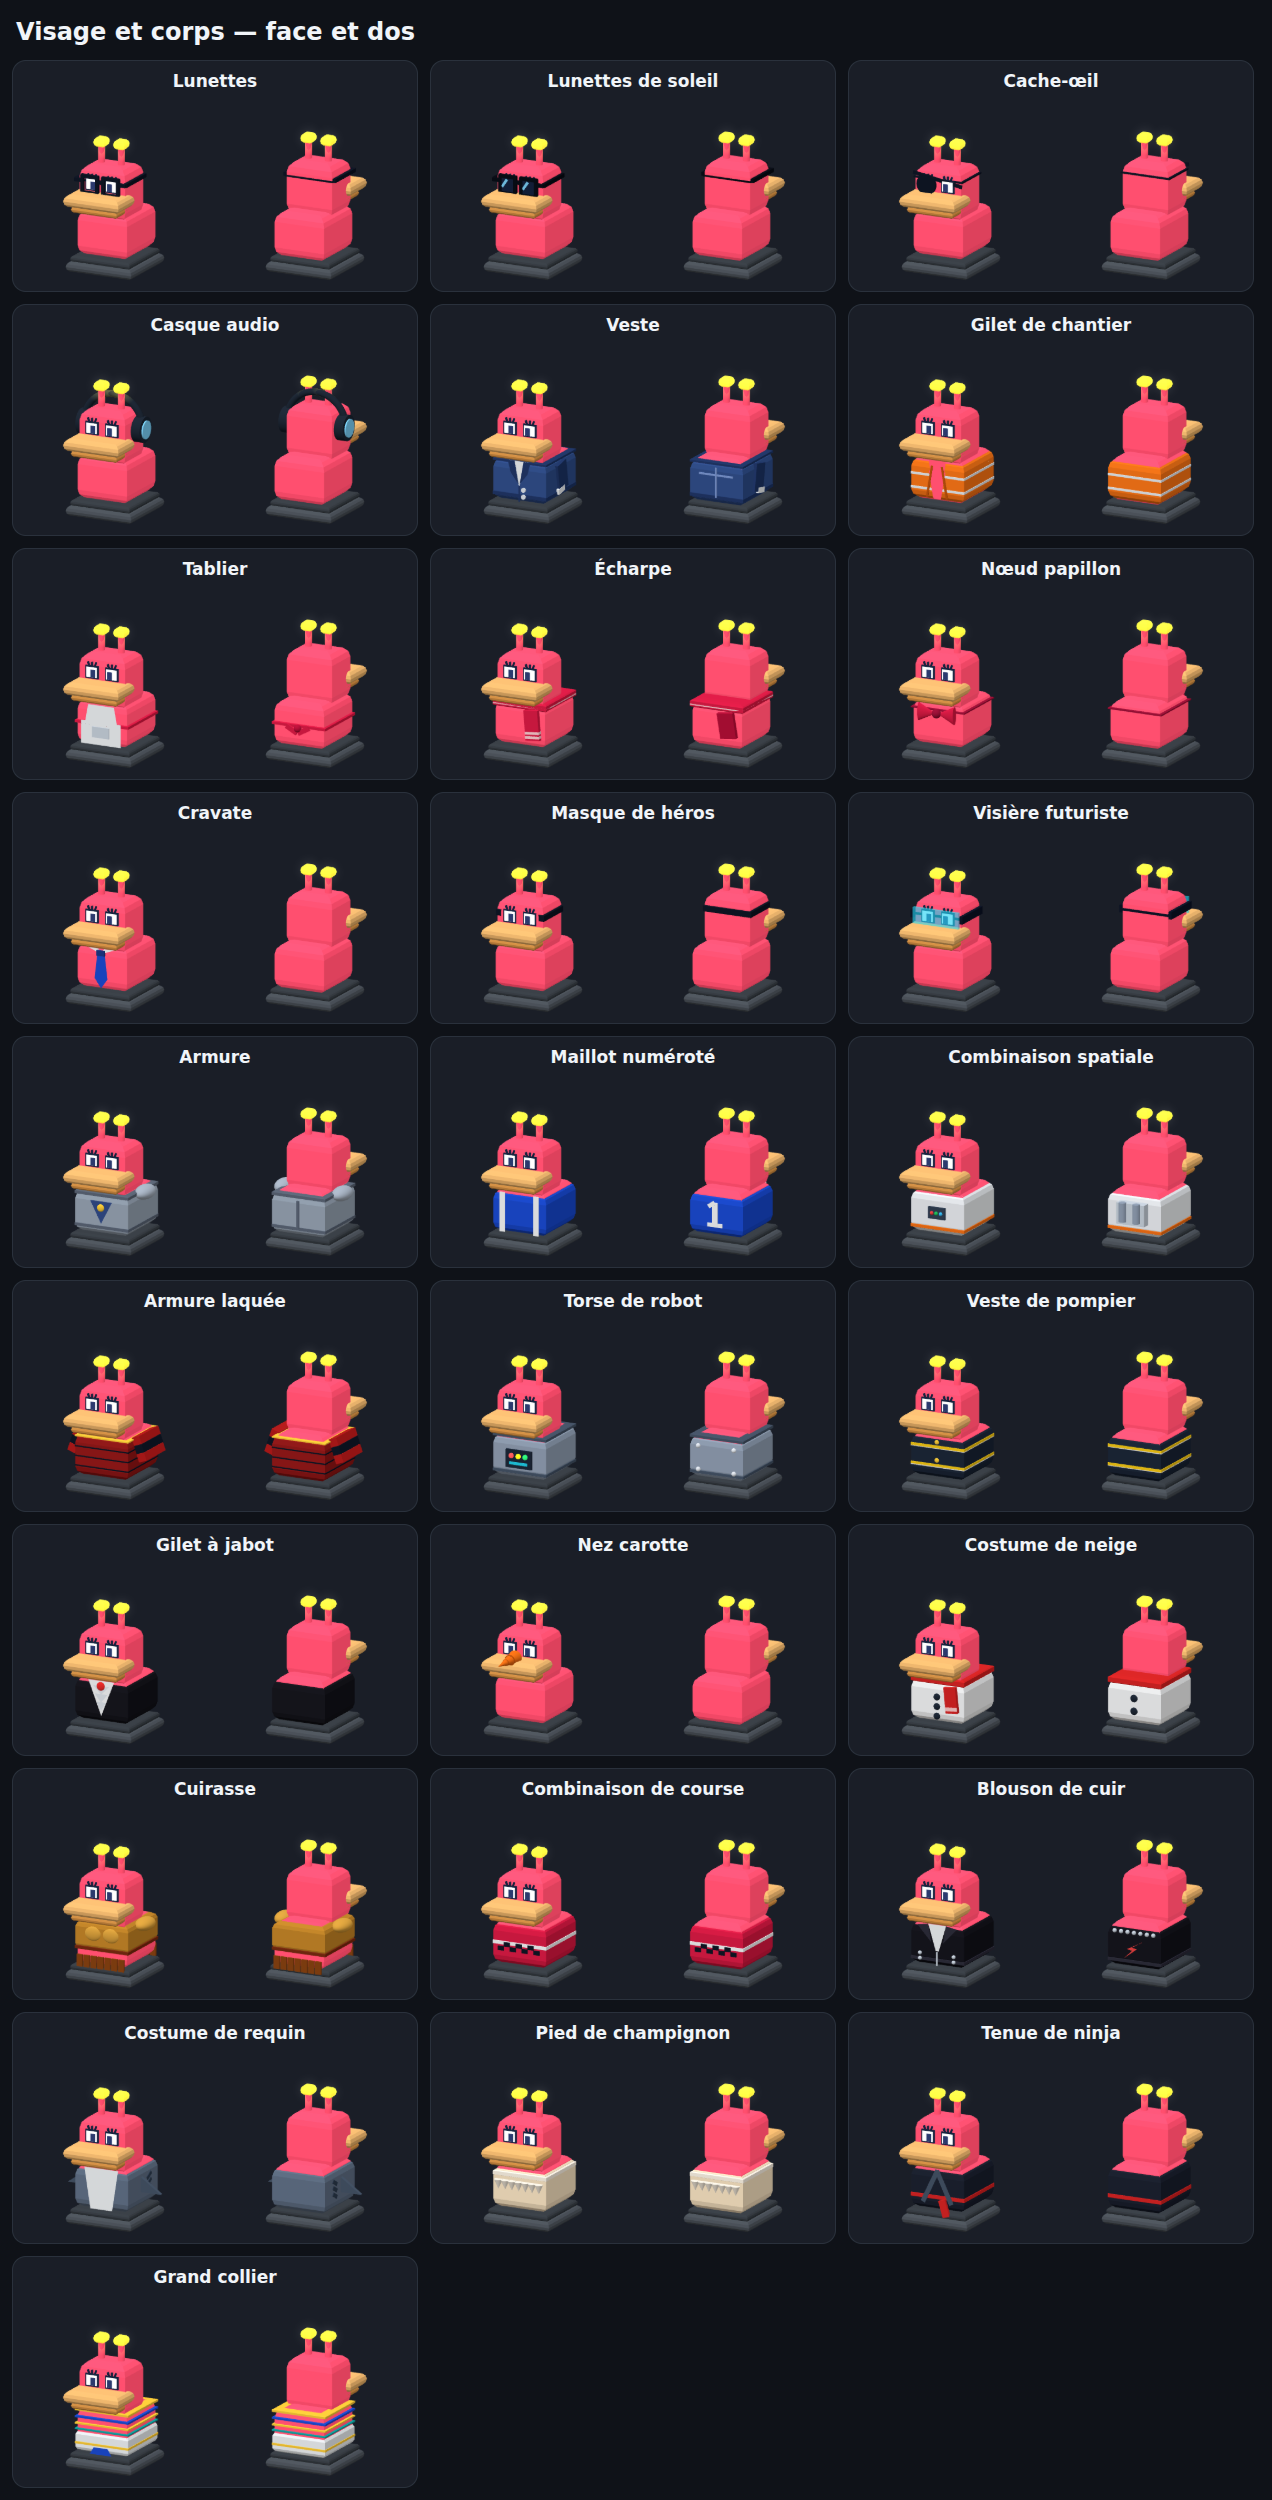 Visage et corps — face et dos
Lunettes
Lunettes de soleil
Cache-œil
Casque audio
Veste
Gilet de chantier
Tablier
Écharpe
Nœud papillon
Cravate
Masque de héros
Visière futuriste
Armure
Maillot numéroté
Combinaison spatiale
1
Armure laquée
Torse de robot
Veste de pompier
Gilet à jabot
Nez carotte
Costume de neige
Cuirasse
Combinaison de course
Blouson de cuir
Costume de requin
Pied de champignon
Tenue de ninja
Grand collier